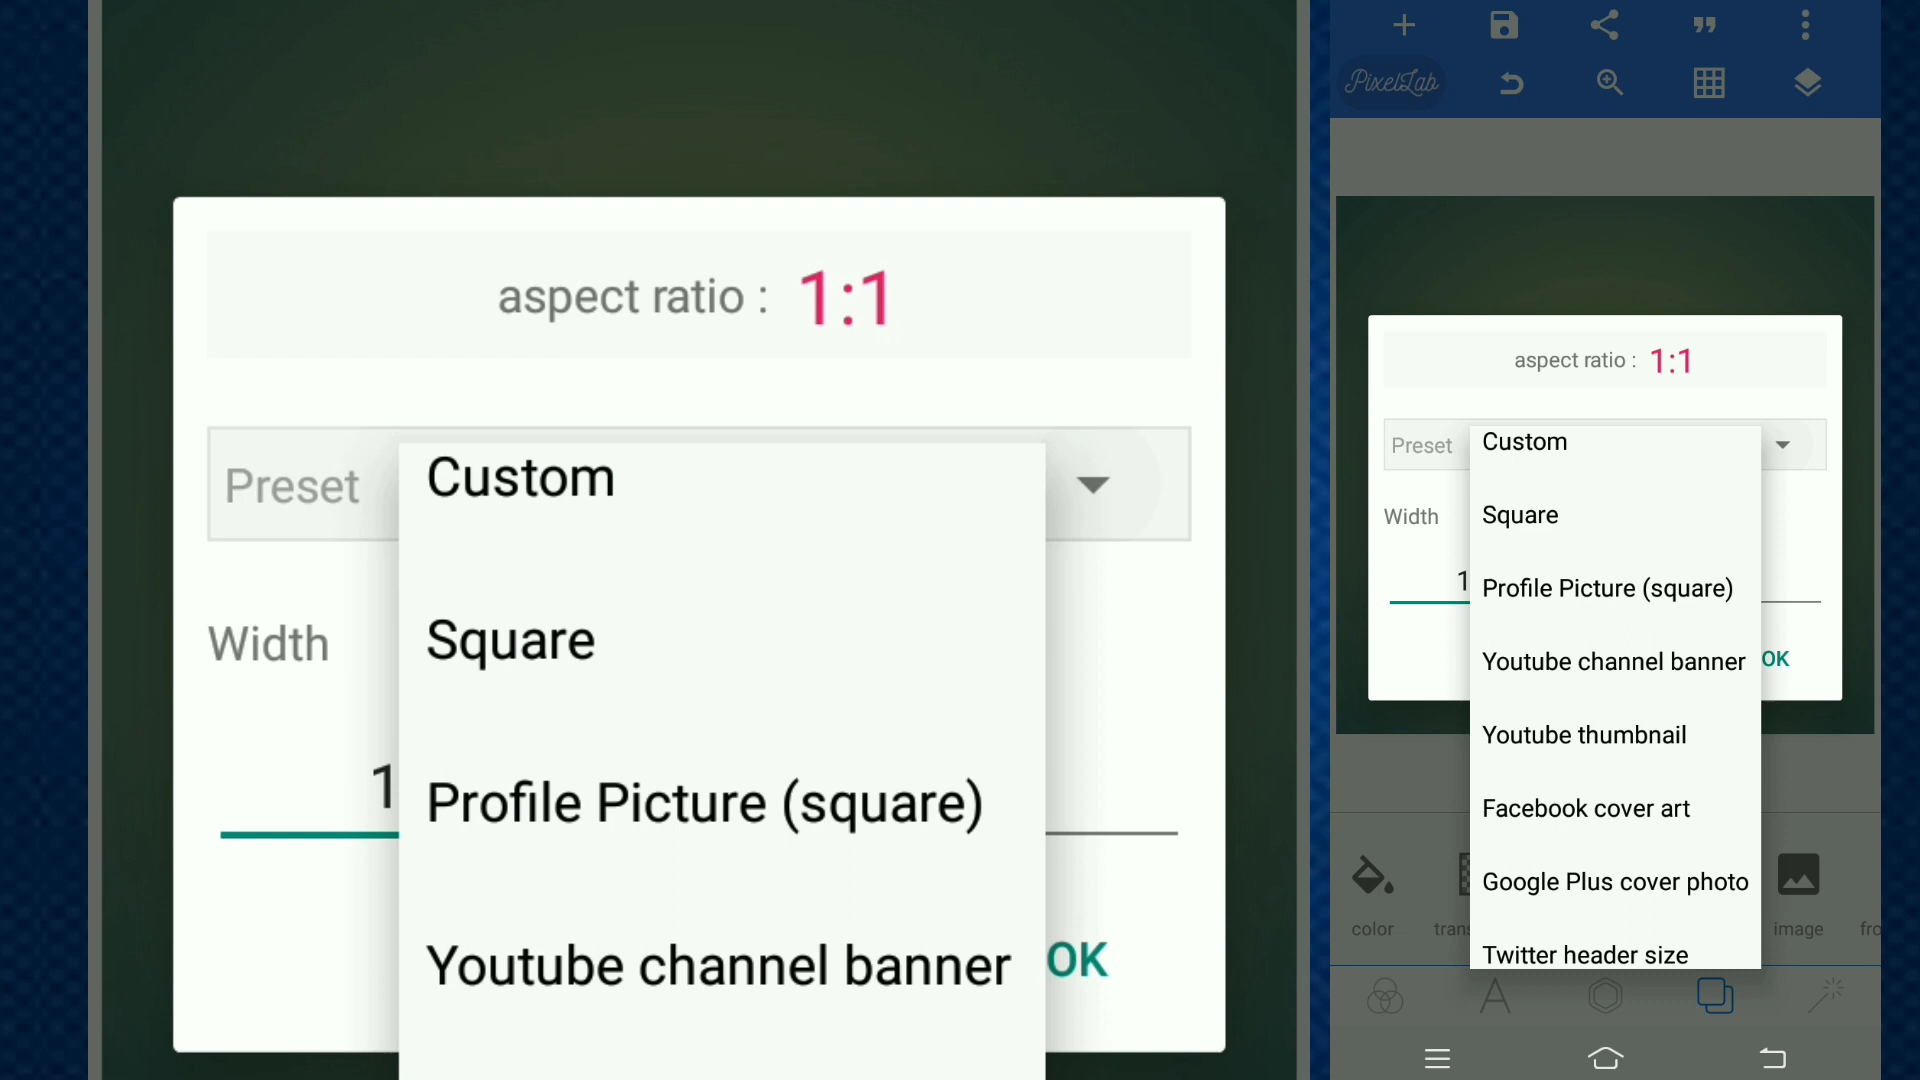 aspect ratio : 1:1
Preset
Custom
Width
Square
1
Profile Picture (square)
Youtube channel banner
OK
PixelLab
aspect ratio : 1:1
Preset
Custom
Width
Square
1
Profile Picture (square)
Youtube channel banner
OK
Youtube thumbnail
Facebook cover art
Google Plus cover photo
Twitter header size
color
trans
image
fro